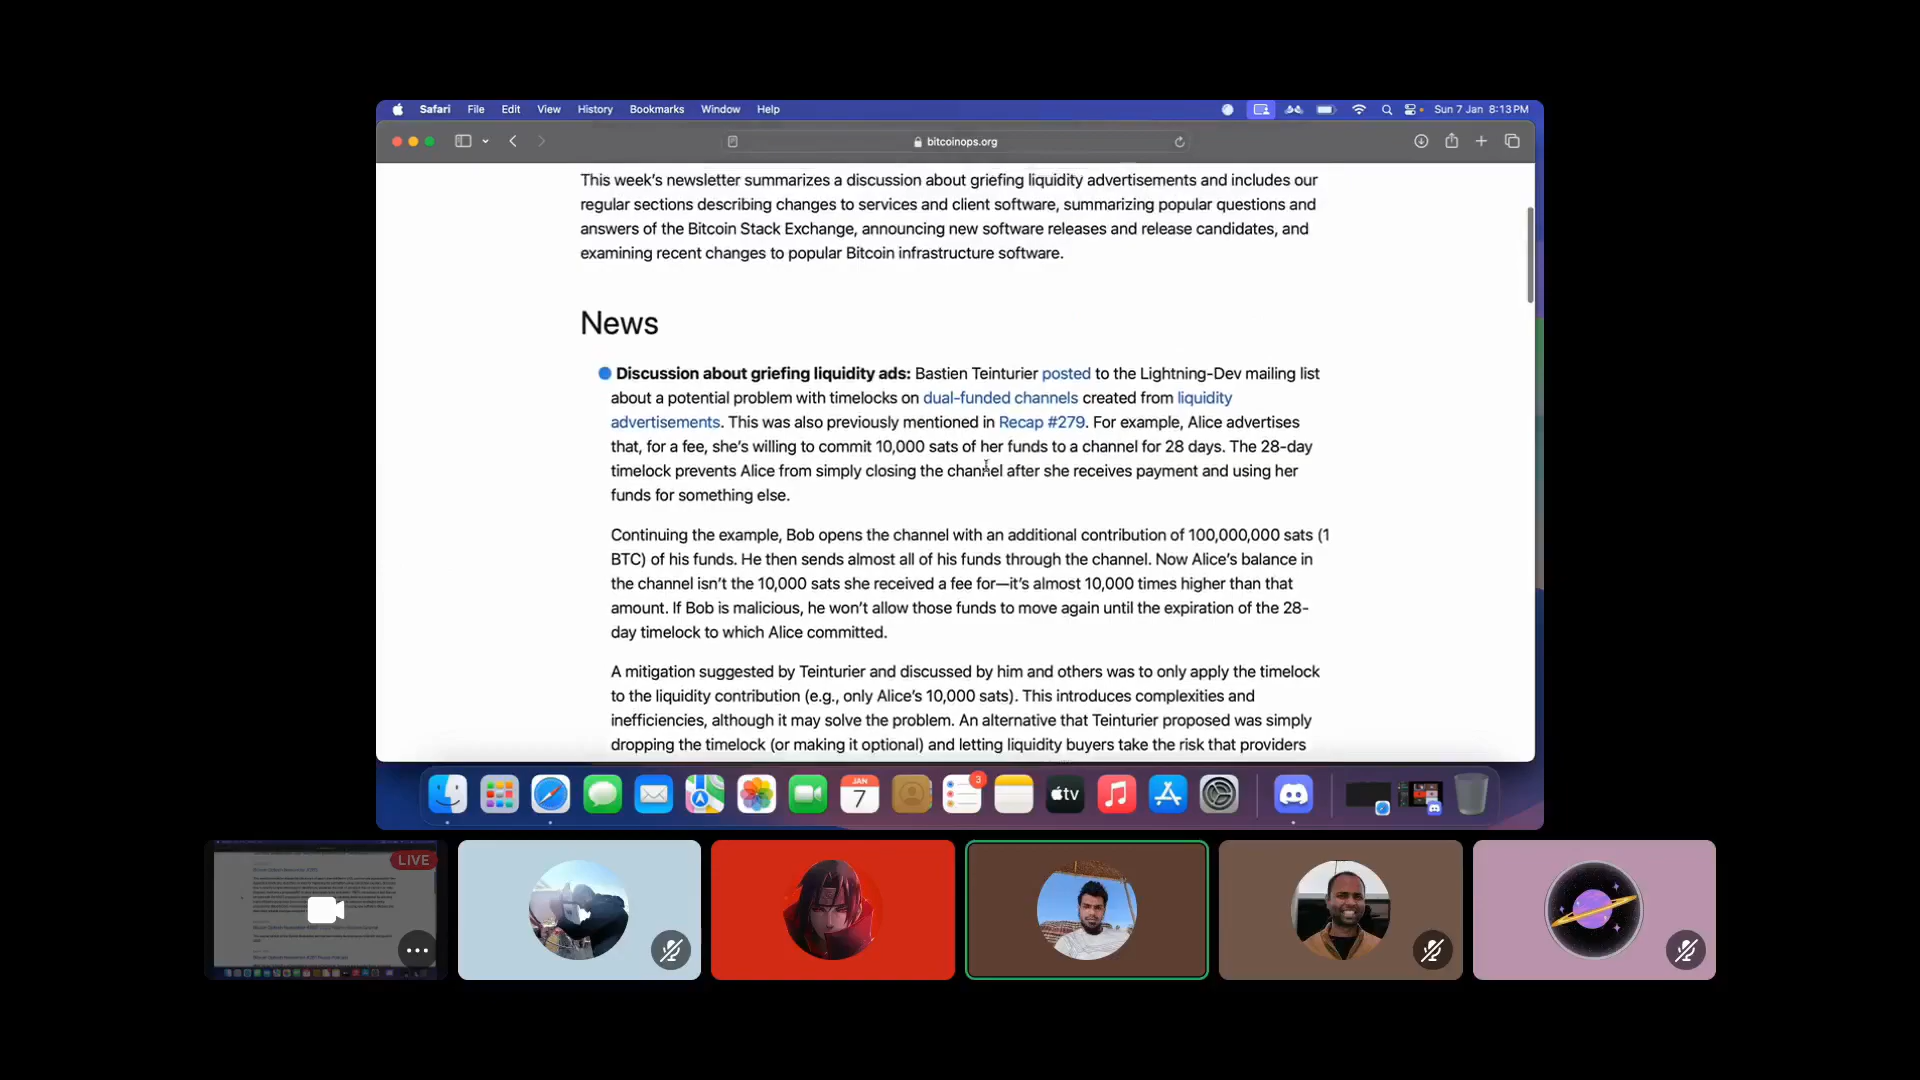 Safari File Edit View History Bookmarks Window Help Sun 7 Jan 8:13 PM
bitcoinops.org
This week's newsletter summarizes a discussion about griefing liquidity advertisements and includes our
regular sections describing changes to services and client software, summarizing popular questions and
answers of the Bitcoin Stack Exchange, announcing new software releases and release candidates, and
examining recent changes to popular Bitcoin infrastructure software.
News
Discussion about griefing liquidity ads: Bastien Teinturier posted to the Lightning-Dev mailing list
about a potential problem with timelocks on dual-funded channels created from liquidity
advertisements. This was also previously mentioned in Recap #279. For example, Alice advertises
that, for a fee, she's willing to commit 10,000 sats of her funds to a channel for 28 days. The 28-day
timelock prevents Alice from simply closing the channel after she receives payment and using her
funds for something else.
Continuing the example, Bob opens the channel with an additional contribution of 100,000,000 sats (1
BTC) of his funds. He then sends almost all of his funds through the channel. Now Alice's balance in
the channel isn't the 10,000 sats she received a fee for—it's almost 10,000 times higher than that
amount. If Bob is malicious, he won't allow those funds to move again until the expiration of the 28-
day timelock to which Alice committed.
A mitigation suggested by Teinturier and discussed by him and others was to only apply the timelock
to the liquidity contribution (e.g., only Alice's 10,000 sats). This introduces complexities and
inefficiencies, although it may solve the problem. An alternative that Teinturier proposed was simply
dropping the timelock (or making it optional) and letting liquidity buyers take the risk that providers
JAN
7
3
tv
LIVE